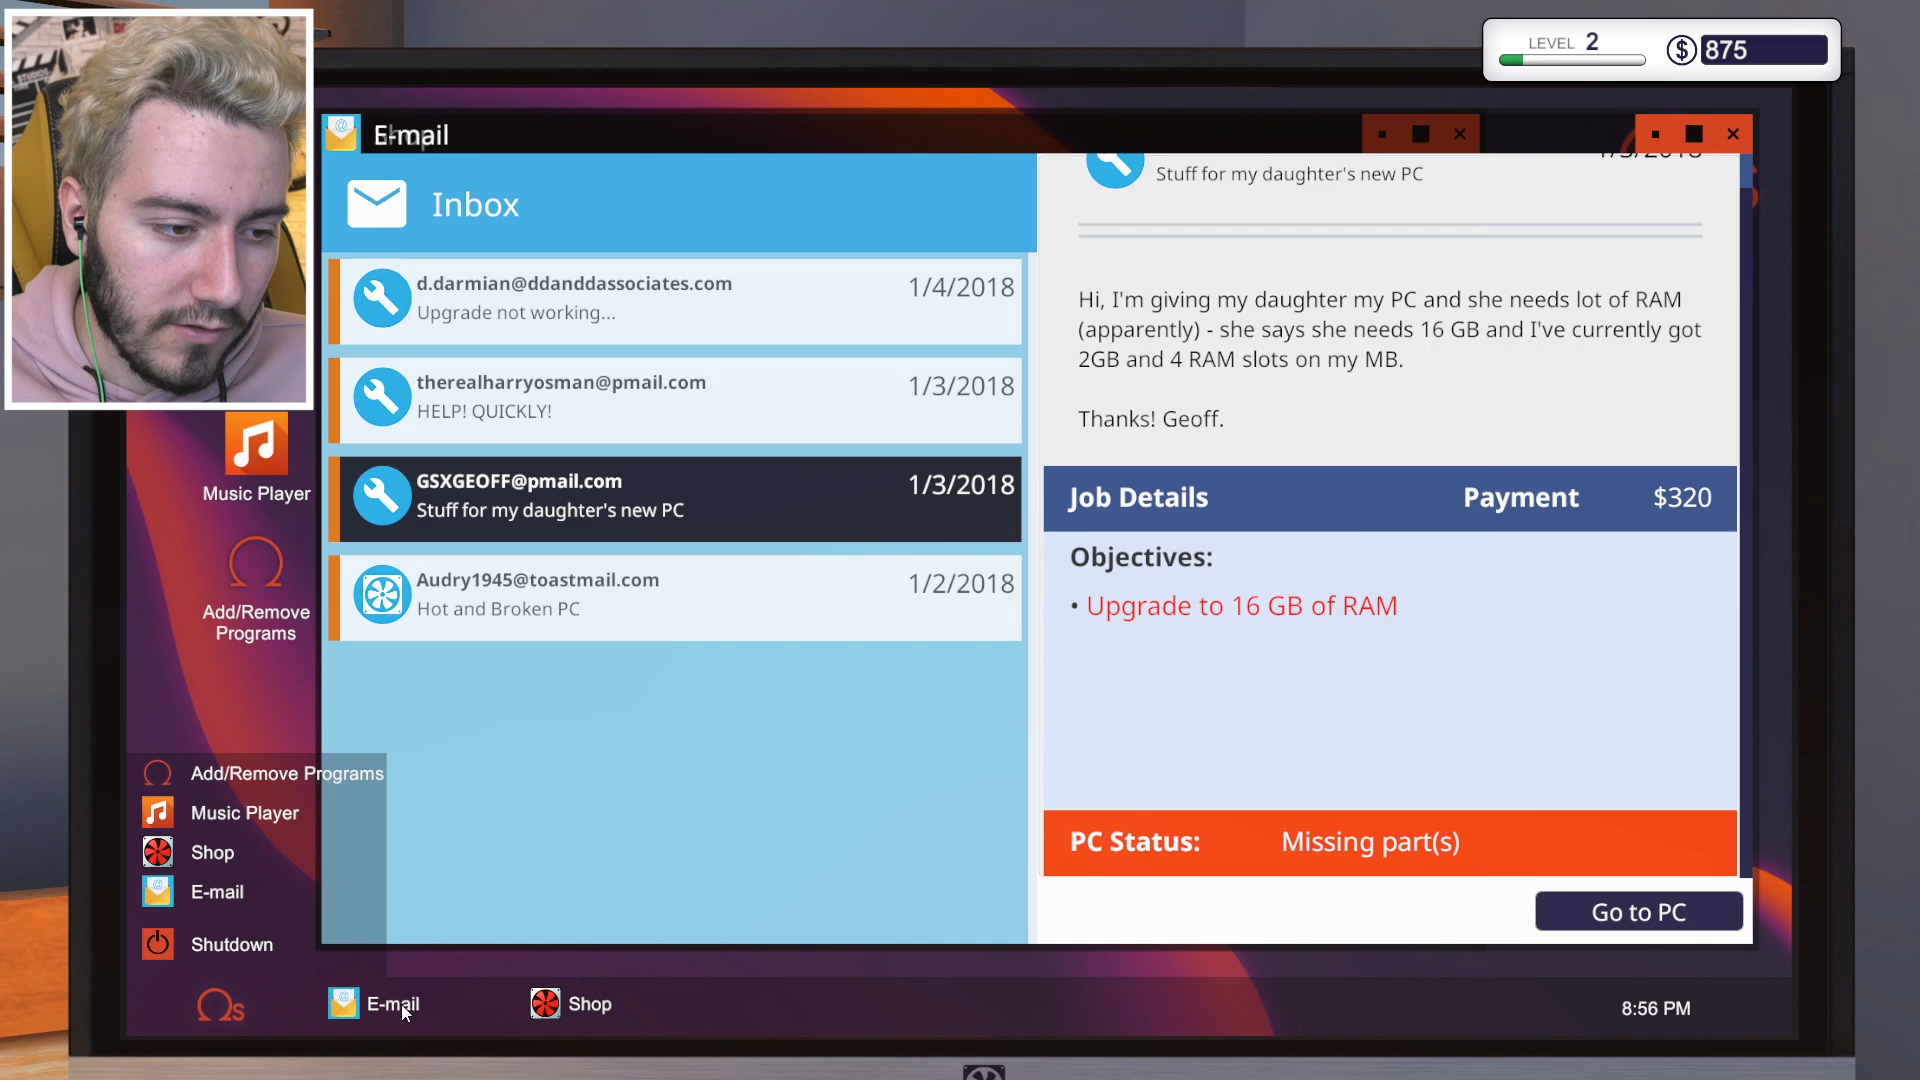 LEVEL 2
$ 875
E-mail
1/3/2018
Stuff for my daughter's new PC
Inbox
d.darmian@ddanddassociates.com 1/4/2018
Upgrade not working...
therealharryosman@pmail.com 1/3/2018
HELP! QUICKLY!
GSXGEOFF@pmail.com 1/3/2018
Stuff for my daughter's new PC
Audry1945@toastmail.com 1/2/2018
Hot and Broken PC
Hi, I'm giving my daughter my PC and she needs lot of RAM
(apparently) - she says she needs 16 GB and I've currently got
2GB and 4 RAM slots on my MB.
Thanks! Geoff.
Job Details Payment $320
Objectives:
• Upgrade to 16 GB of RAM
PC Status: Missing part(s)
Go to PC
Music Player
Add/Remove
Programs
Add/Remove Programs
Music Player
Shop
E-mail
Shutdown
Ωs
E-mail
Shop
8:56 PM